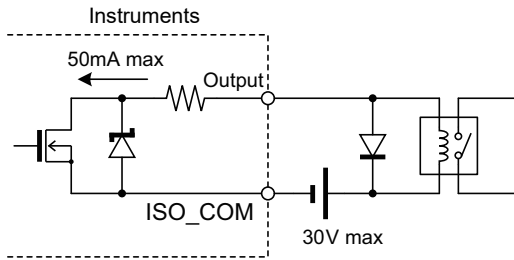 Instruments
50mA max
Output
ISO_COM
30V max